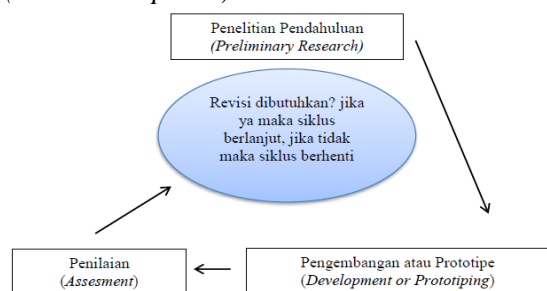 Penelitian Pendahuluan
(Preliminary Research)
Revisi dibutuhkan? jika
ya maka siklus
berlanjut, jika tidak
maka siklus berhenti
Penilaian
(Assesment)
Pengembangan atau Prototipe
(Development or Prototiping)